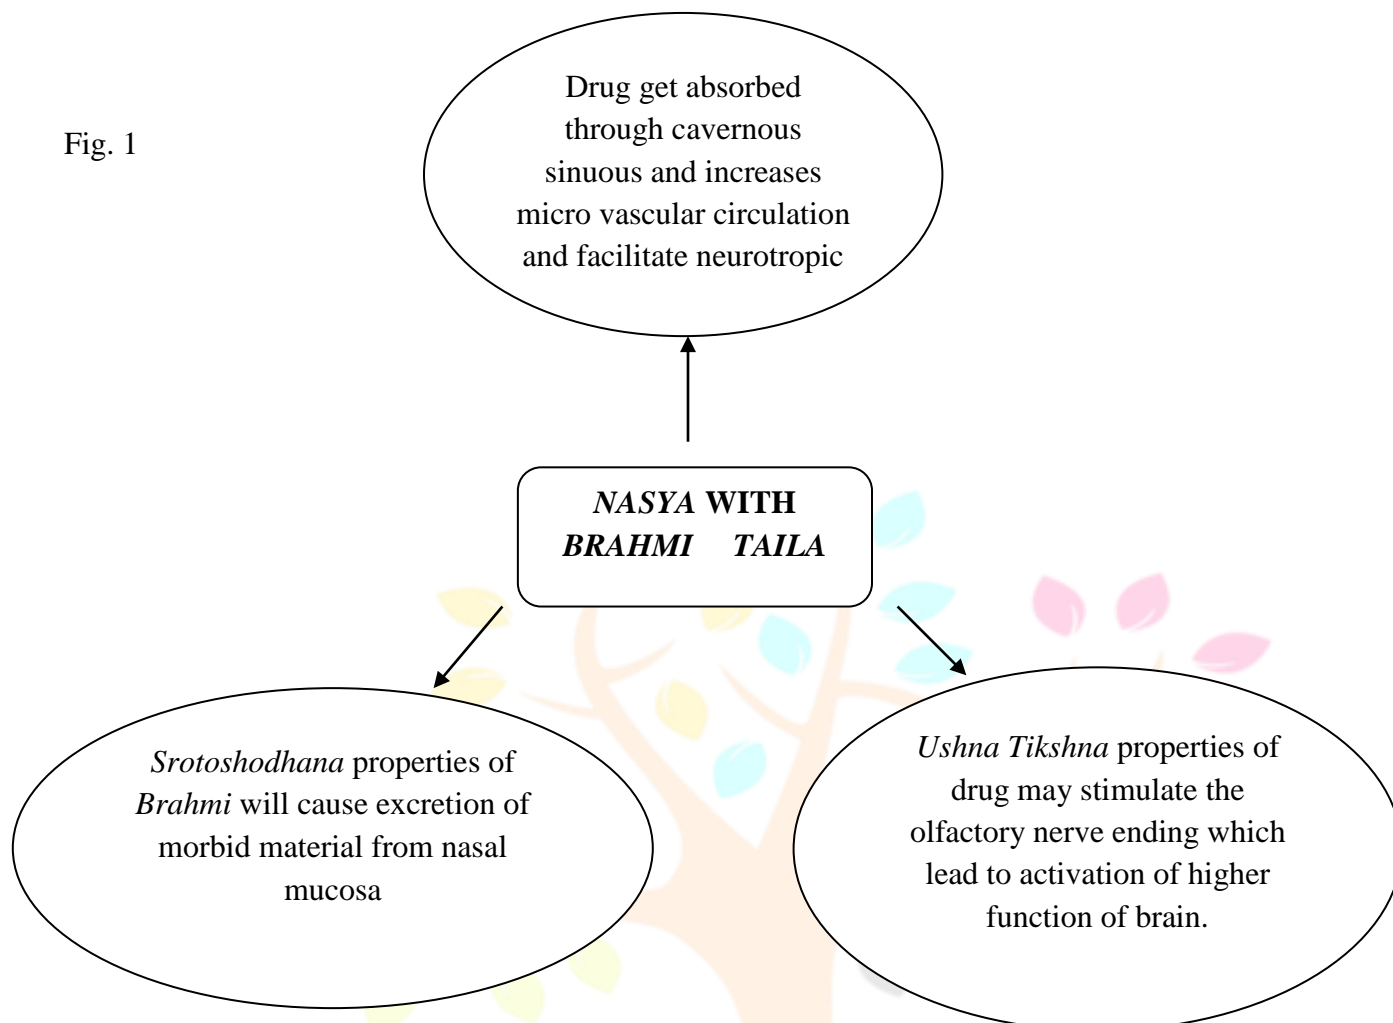 Fig. 1
Drug get absorbed
through cavernous
sinuous and increases
micro vascular circulation
and facilitate neurotropic
NASYA WITH
BRAHMI TAILA
Srotoshodhana properties of
Brahmi will cause excretion of
morbid material from nasal
mucosa
Ushna Tikshna properties of
drug may stimulate the
olfactory nerve ending which
lead to activation of higher
function of brain.